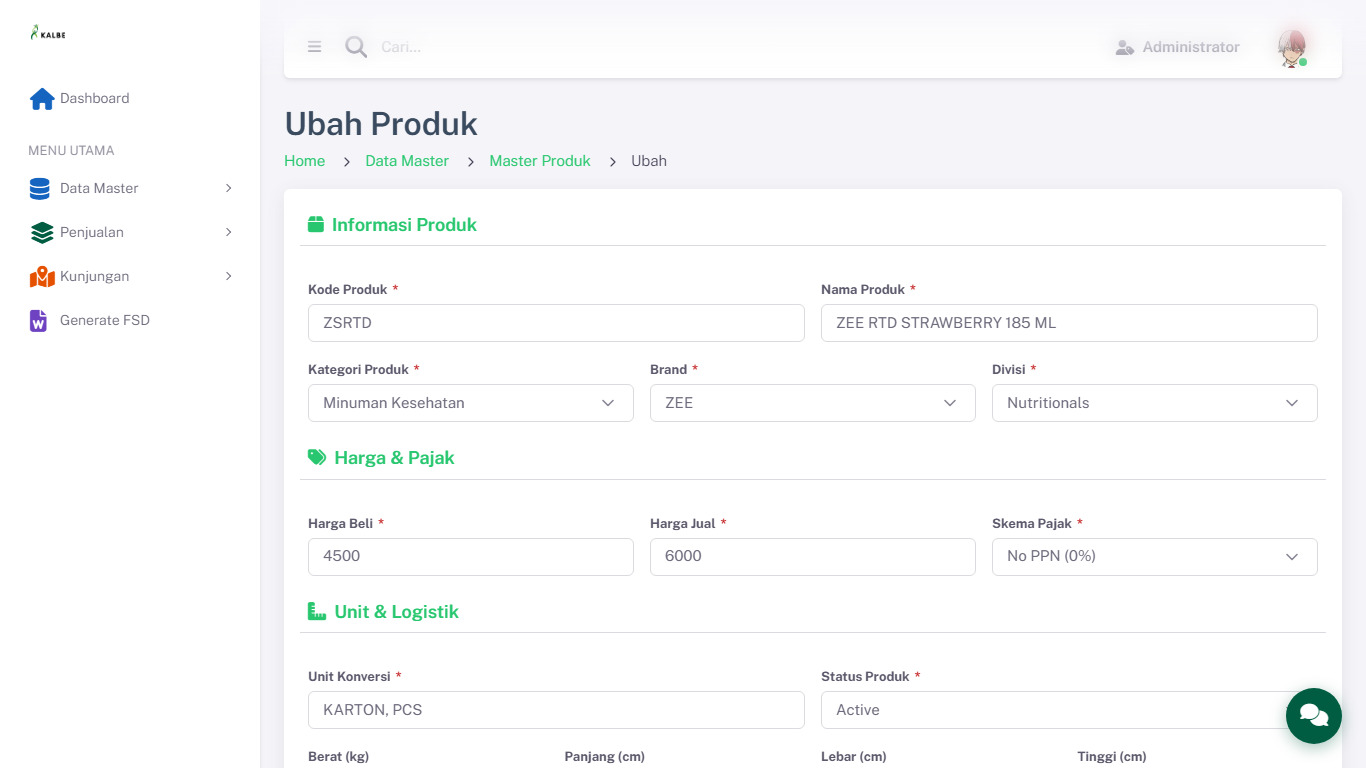 KALBE
Cari...
Administrator
Dashboard
MENU UTAMA
Data Master
Penjualan
Kunjungan
Generate FSD
Ubah Produk
Home > Data Master > Master Produk > Ubah
Informasi Produk
Kode Produk * Nama Produk *
ZSRTD ZEE RTD STRAWBERRY 185 ML
Kategori Produk * Brand * Divisi *
Minuman Kesehatan ZEE Nutritionals
Harga & Pajak
Harga Beli * Harga Jual * Skema Pajak *
4500 6000 No PPN (0%)
Unit & Logistik
Unit Konversi * Status Produk *
KARTON, PCS Active
Berat (kg) Panjang (cm) Lebar (cm) Tinggi (cm)